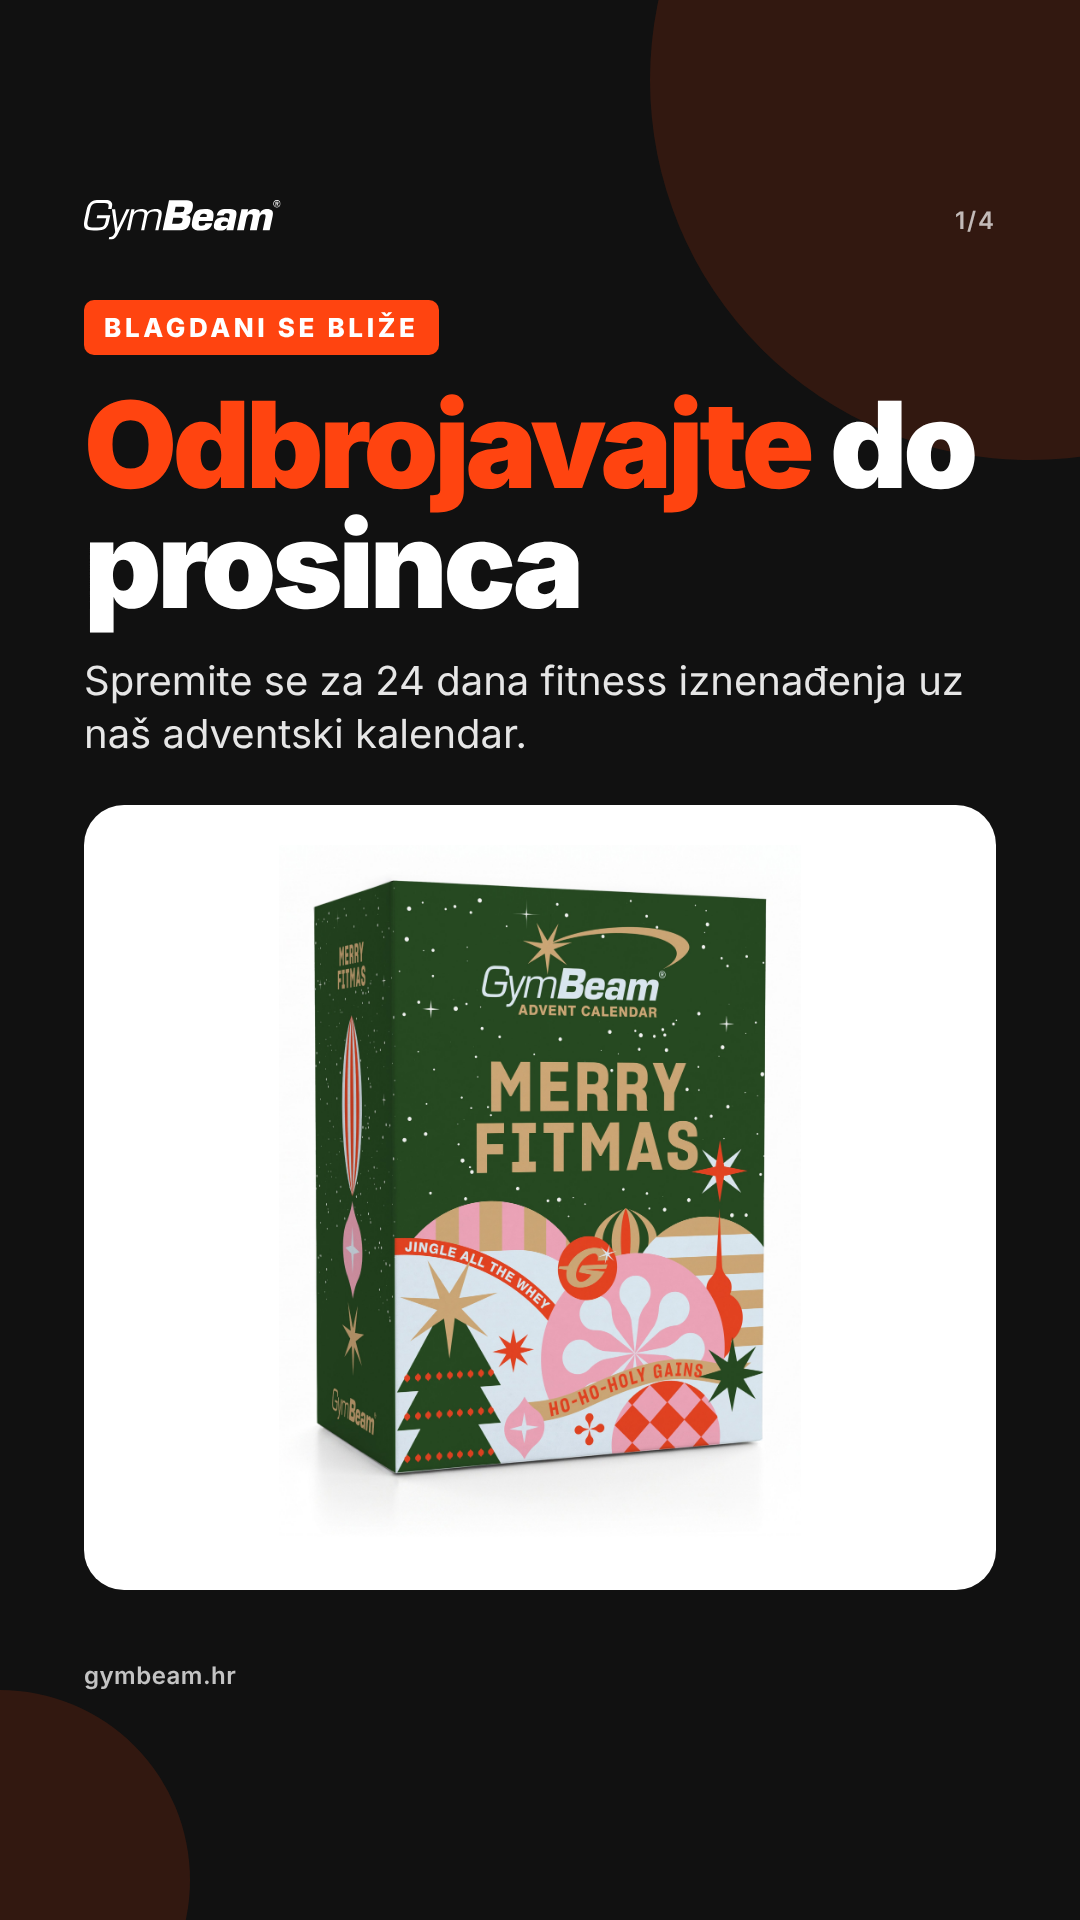 GymBeam®
1/4
BLAGDANI SE BLIŽE
Odbrojavajte do
prosinca
Spremite se za 24 dana fitness iznenađenja uz
naš adventski kalendar.
MERRY
FITMAS
GymBeam®
ADVENT CALENDAR
MERRY
FITMAS
JINGLE ALL THE WHEY
G
HO-HO-HOLY GAINS
GymBeam®
gymbeam.hr